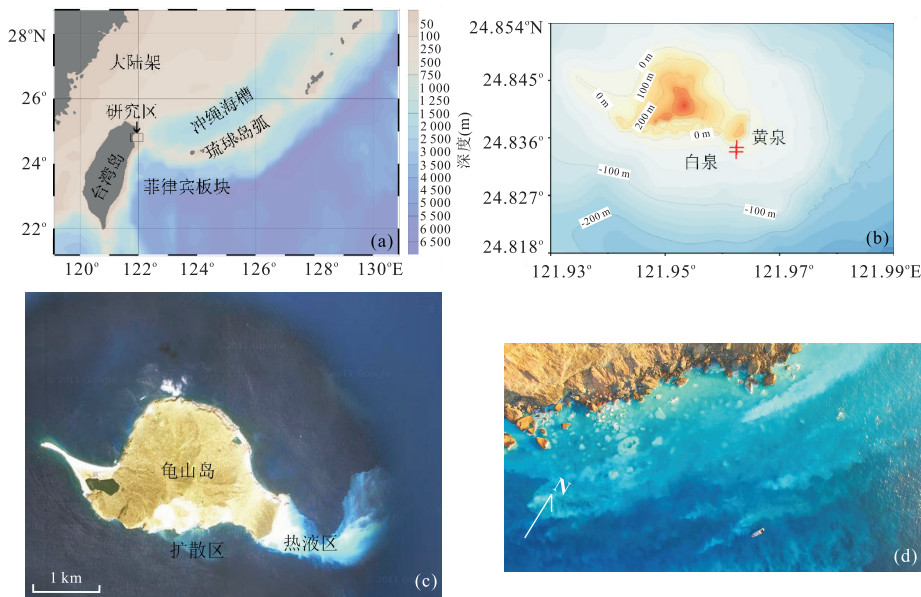 28°N
26°
24°
22°
120°
122°
124°
126°
128°
130°E
大陆架
研究区
冲绳海槽
琉球岛弧
台湾岛
菲律宾板块
(a)
50
100
250
500
750
1 000
1 250
1 500
1 750
2 000
2 500
3 000
3 500
4 000
4 500
5 000
5 500
6 000
6 500
深度(m)
24.854°N
24.845°
24.836°
24.827°
24.818°
121.93°
121.95°
121.97°
121.99°E
0 m
100 m
0 m
200 m
0 m
黄泉
白泉
-100 m
-100 m
-200 m
(b)
龟山岛
扩散区
热液区
1 km
(c)
N
(d)